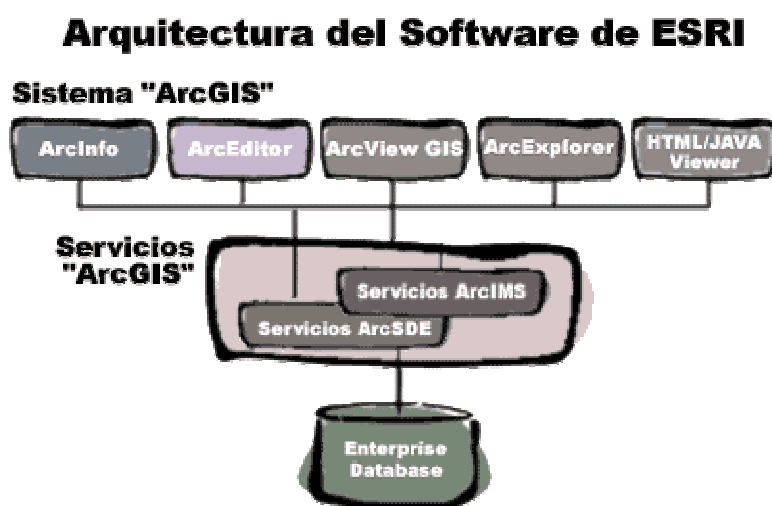 Arquitectura del Software de ESRI
Sistema "ArcGIS"
ArcInfo
ArcEditor
ArcView GIS
ArcExplorer
HTML/JAVA
Viewer
Servicios
"ArcGIS"
Servicios ArcIMS
Servicios ArcSDE
Enterprise
Database